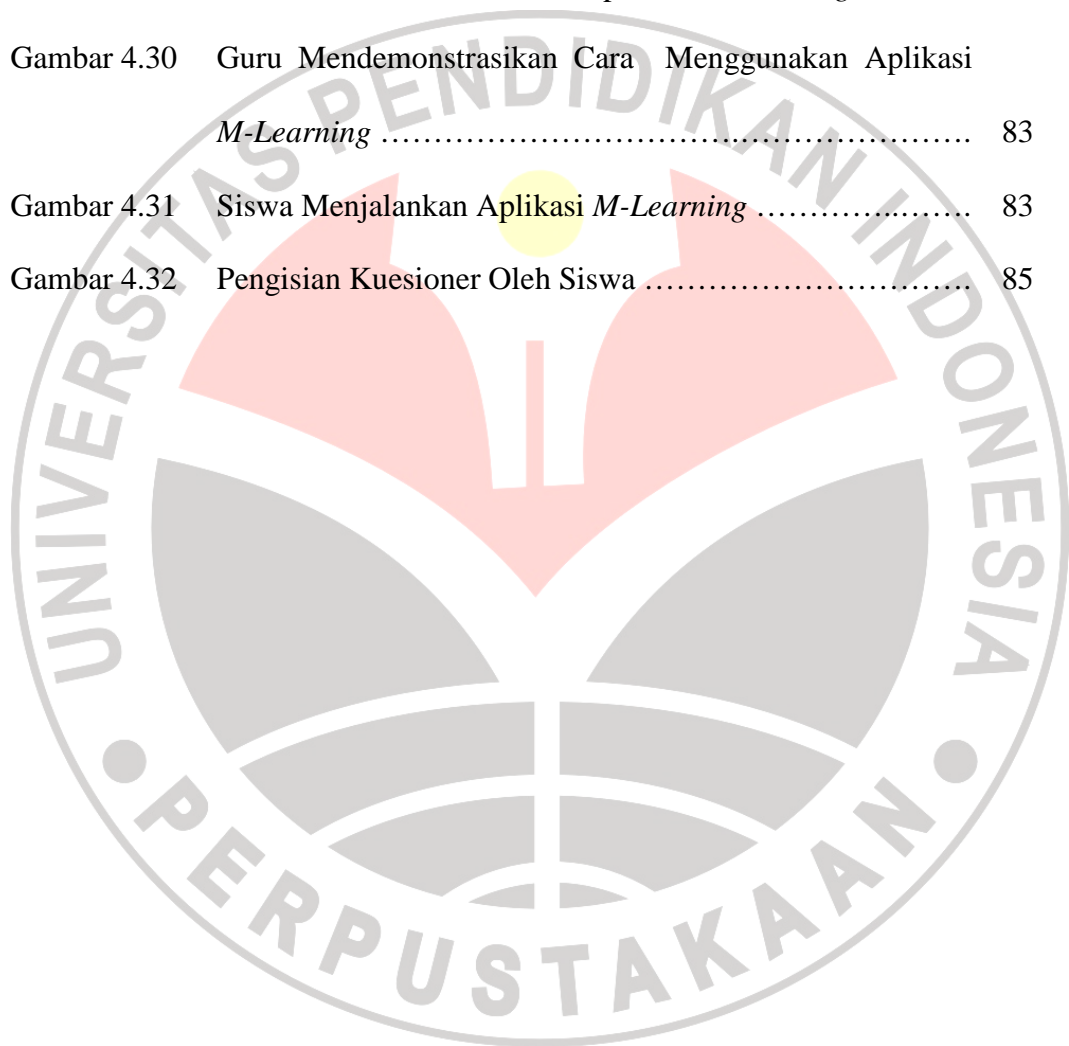 Gambar 4.30 Guru Mendemonstrasikan Cara Menggunakan Aplikasi
M-Learning ……………………………………………… 83
Gambar 4.31 Siswa Menjalankan Aplikasi M-Learning ………………… 83
Gambar 4.32 Pengisian Kuesioner Oleh Siswa ………………………… 85
UNIVERSITAS PENDIDIKAN INDONESIA
PERPUSTAKAAN